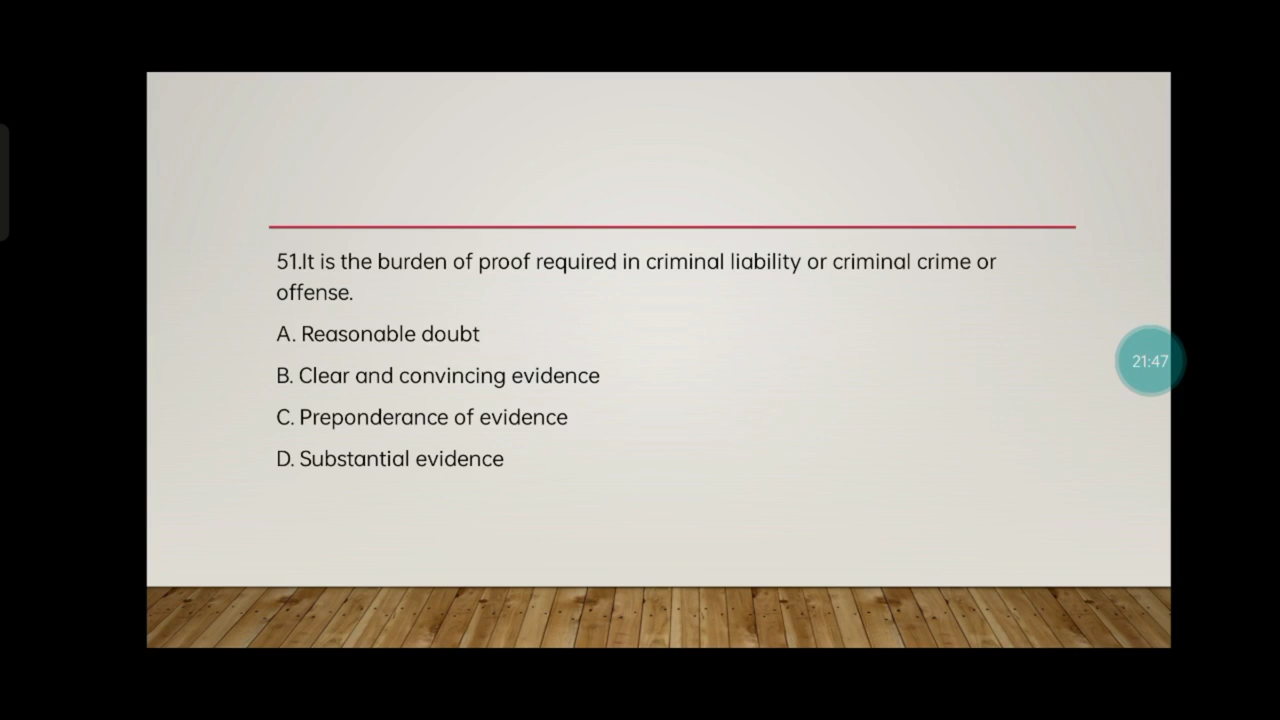 51.It is the burden of proof required in criminal liability or criminal crime or
offense.
A. Reasonable doubt
B. Clear and convincing evidence
C. Preponderance of evidence
D. Substantial evidence
21:47